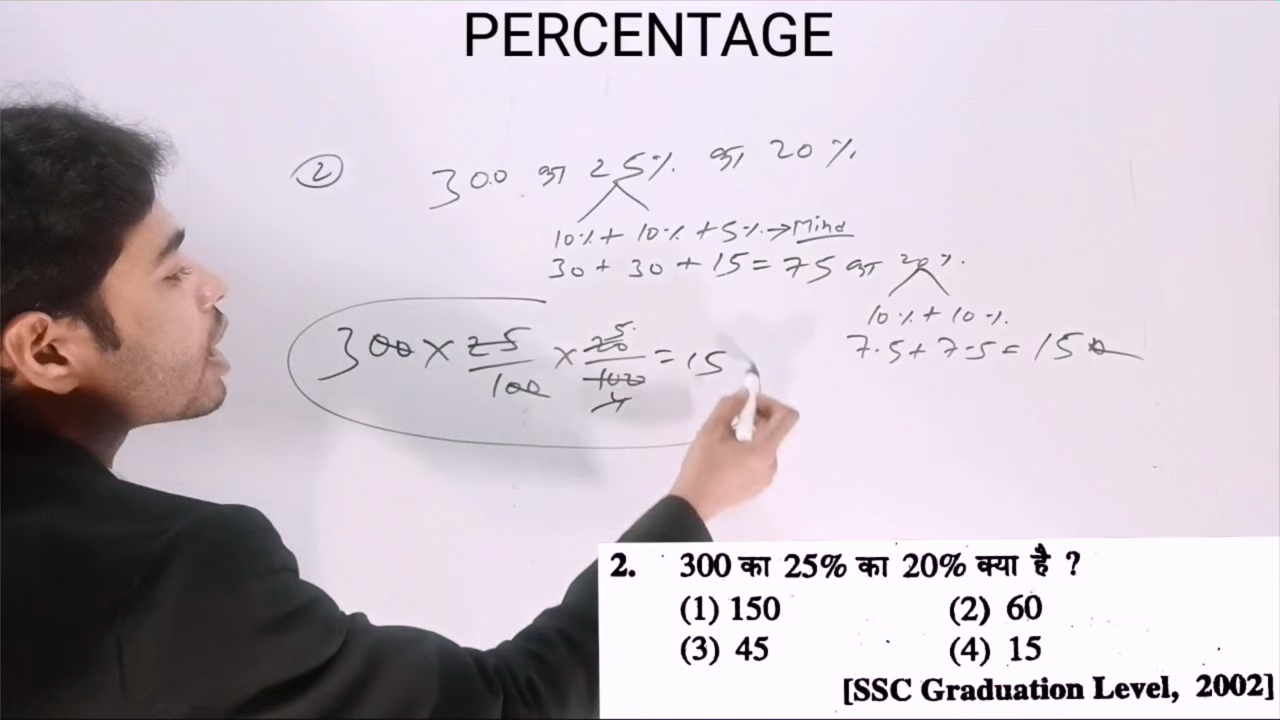 PERCENTAGE
② 300 का 25% का 20%
10% + 10% + 5% → Mind
30 + 30 + 15 = 75 का 20%
10% + 10%
7.5 + 7.5 = 15
300 × 25/100 × 20/100 = 15
5
4
2. 300 का 25% का 20% क्या है ?
(1) 150 (2) 60
(3) 45 (4) 15
[SSC Graduation Level, 2002]